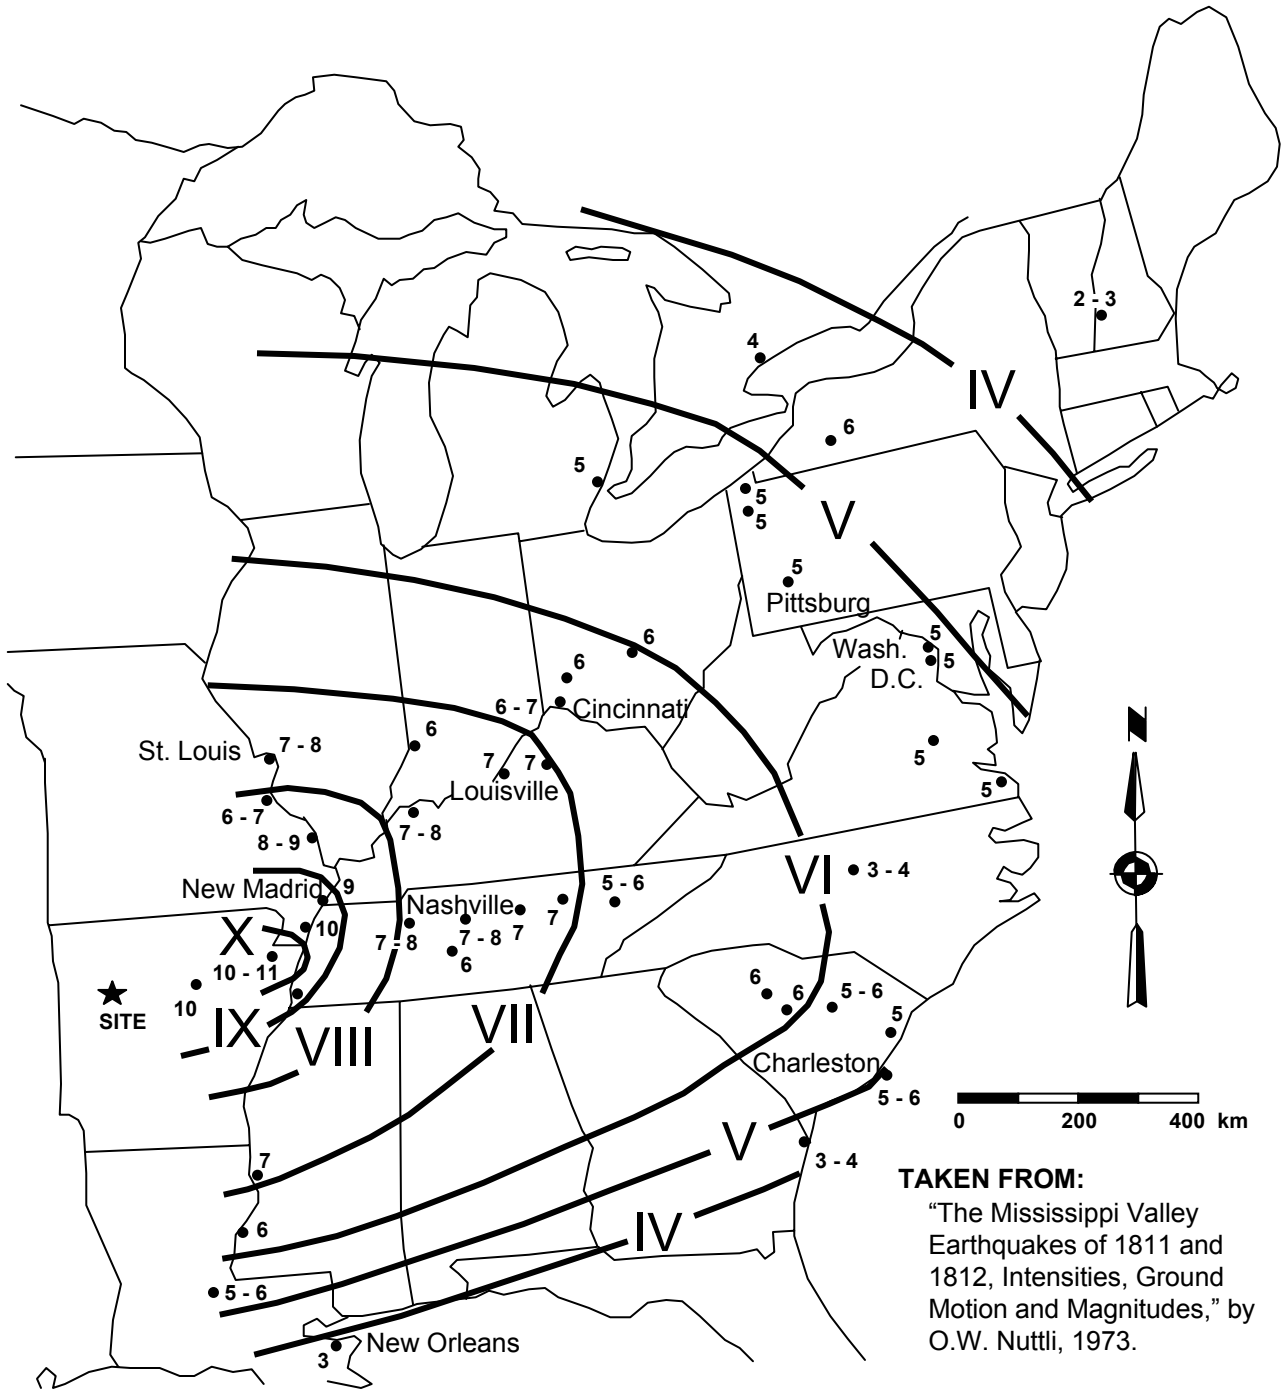 2 - 3
4
IV
6
5
5
5
V
5
Pittsburg
5
Wash.
5
D.C.
6
6
6 - 7
Cincinnati
N
St. Louis
7 - 8
6
7
7
5
Louisville
5
6 - 7
7 - 8
8 - 9
VI
3 - 4
New Madrid
9
5 - 6
Nashville
X
10
7 - 8
7 - 8
7
7
10 - 11
6
10
SITE
IX
VIII
VII
6
6
5 - 6
5
Charleston
5 - 6
0
200
400
km
V
7
3 - 4
TAKEN FROM:
“The Mississippi Valley
Earthquakes of 1811 and
1812, Intensities, Ground
Motion and Magnitudes,” by
O.W. Nuttli, 1973.
6
IV
5 - 6
New Orleans
3